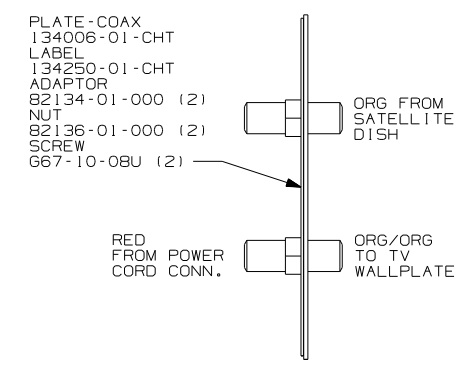 PLATE-COAX
134006-01-CHT
LABEL
134250-01-CHT
ADAPTOR
82134-01-000 (2)
NUT
82136-01-000 (2)
SCREW
G67-10-08U (2)
ORG FROM
SATELLITE
DISH
RED
FROM POWER
CORD CONN.
ORG/ORG
TO TV
WALLPLATE